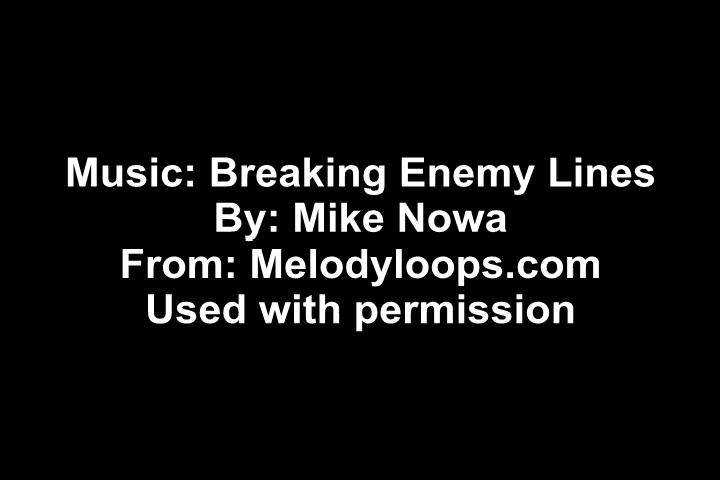 Music: Breaking Enemy Lines
By: Mike Nowa
From: Melodyloops.com
Used with permission